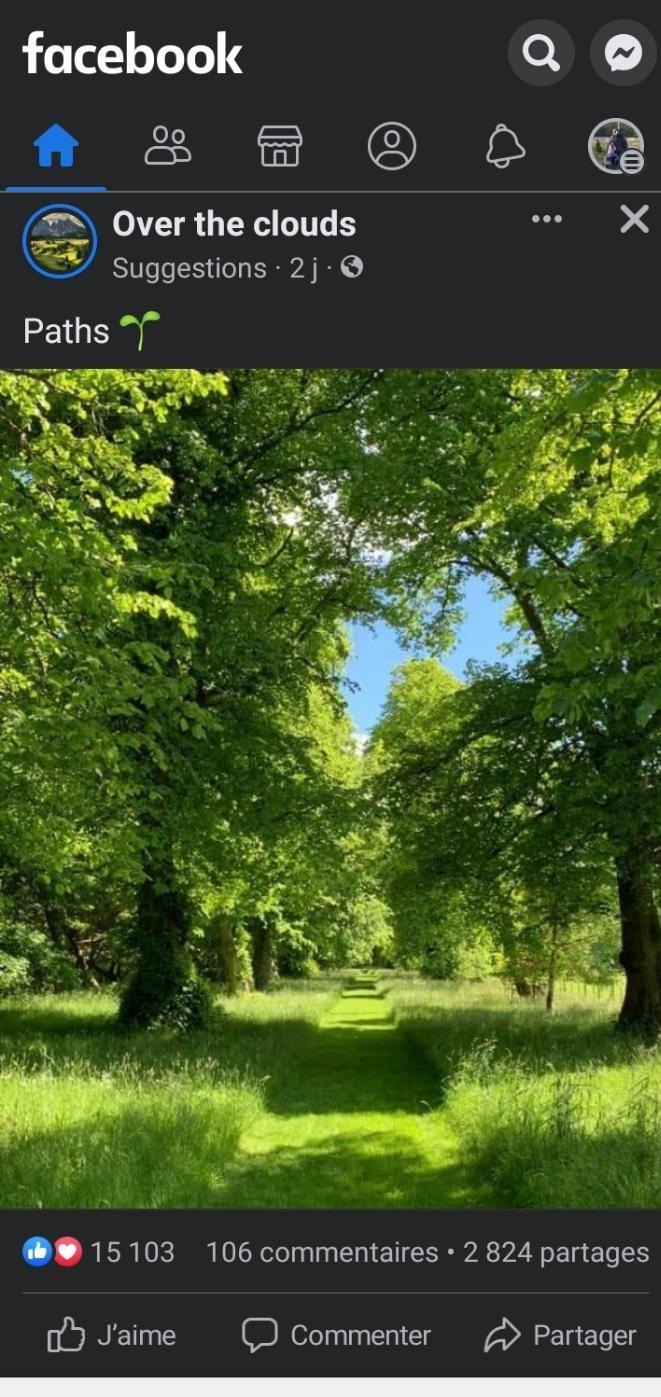 facebook
Over the clouds
Suggestions · 2 j ·
Paths 🌱
15 103 106 commentaires • 2 824 partages
J’aime Commenter Partager